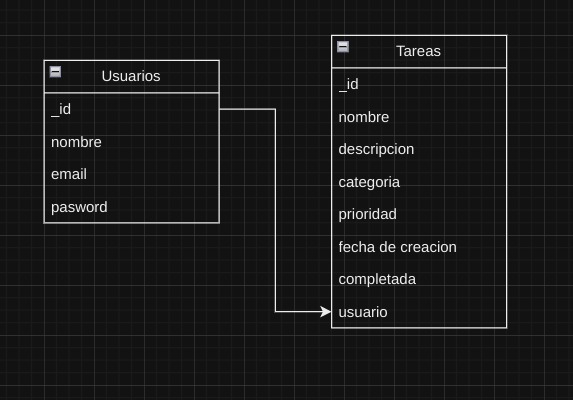 Usuarios
_id
nombre
email
pasword
Tareas
_id
nombre
descripcion
categoria
prioridad
fecha de creacion
completada
usuario